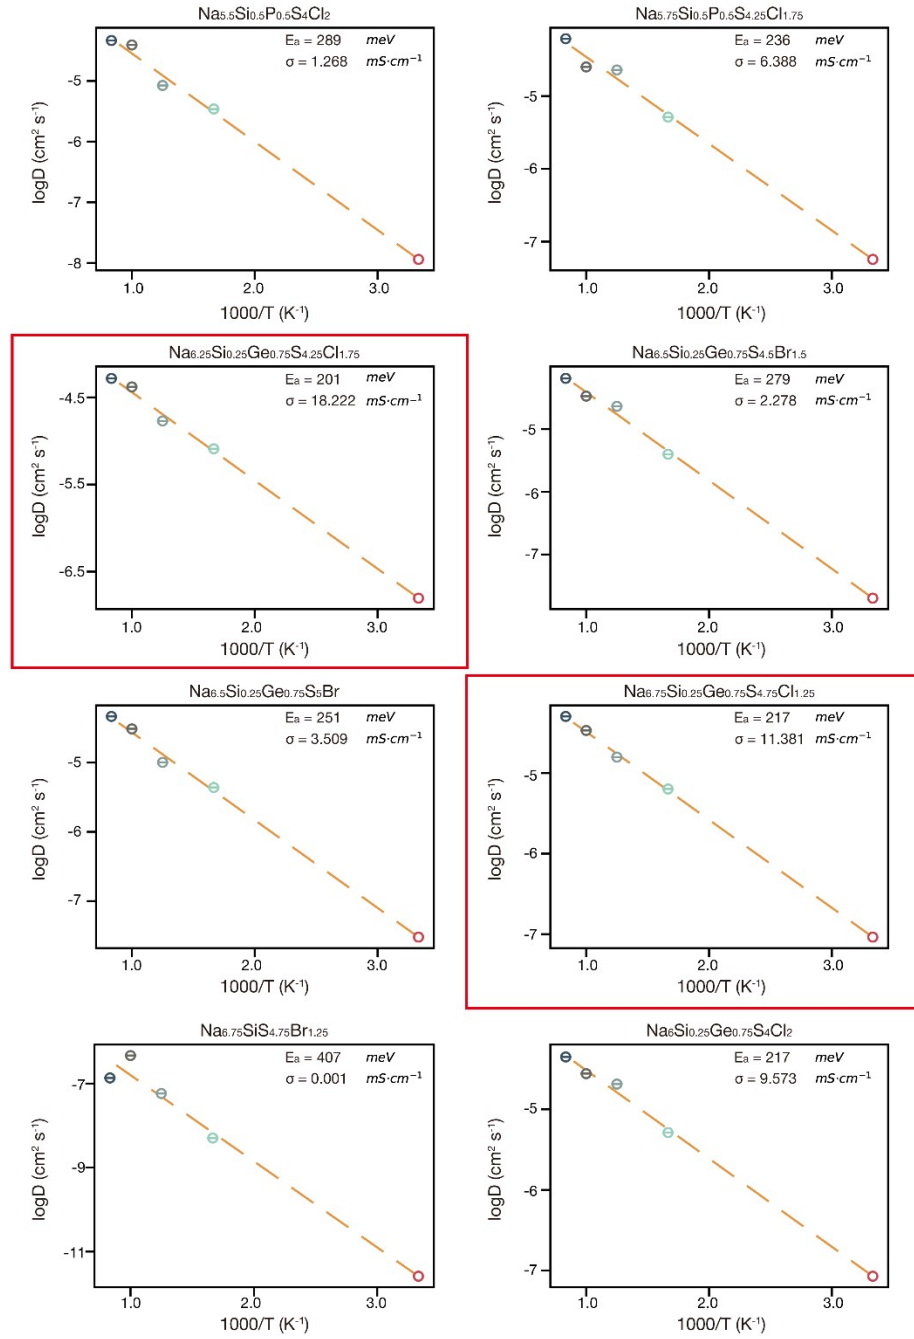 Na₅.₅Si₀.₅P₀.₅S₄Cl₂
Eₐ = 289 meV
σ = 1.268 mS·cm⁻¹
logD (cm² s⁻¹)
-5
-6
-7
-8
1.0 2.0 3.0
1000/T (K⁻¹)
Na₅.₇₅Si₀.₅P₀.₅S₄.₂₅Cl₁.₇₅
Eₐ = 236 meV
σ = 6.388 mS·cm⁻¹
logD (cm² s⁻¹)
-5
-6
-7
1.0 2.0 3.0
1000/T (K⁻¹)
Na₆.₂₅Si₀.₂₅Ge₀.₇₅S₄.₂₅Cl₁.₇₅
Eₐ = 201 meV
σ = 18.222 mS·cm⁻¹
logD (cm² s⁻¹)
-4.5
-5.5
-6.5
1.0 2.0 3.0
1000/T (K⁻¹)
Na₆.₅Si₀.₂₅Ge₀.₇₅S₄.₅Br₁.₅
Eₐ = 279 meV
σ = 2.278 mS·cm⁻¹
logD (cm² s⁻¹)
-5
-6
-7
1.0 2.0 3.0
1000/T (K⁻¹)
Na₆.₅Si₀.₂₅Ge₀.₇₅S₅Br
Eₐ = 251 meV
σ = 3.509 mS·cm⁻¹
logD (cm² s⁻¹)
-5
-6
-7
1.0 2.0 3.0
1000/T (K⁻¹)
Na₆.₇₅Si₀.₂₅Ge₀.₇₅S₄.₇₅Cl₁.₂₅
Eₐ = 217 meV
σ = 11.381 mS·cm⁻¹
logD (cm² s⁻¹)
-5
-6
-7
1.0 2.0 3.0
1000/T (K⁻¹)
Na₆.₇₅SiS₄.₇₅Br₁.₂₅
Eₐ = 407 meV
σ = 0.001 mS·cm⁻¹
logD (cm² s⁻¹)
-7
-9
-11
1.0 2.0 3.0
1000/T (K⁻¹)
Na₆Si₀.₂₅Ge₀.₇₅S₄Cl₂
Eₐ = 217 meV
σ = 9.573 mS·cm⁻¹
logD (cm² s⁻¹)
-5
-6
-7
1.0 2.0 3.0
1000/T (K⁻¹)